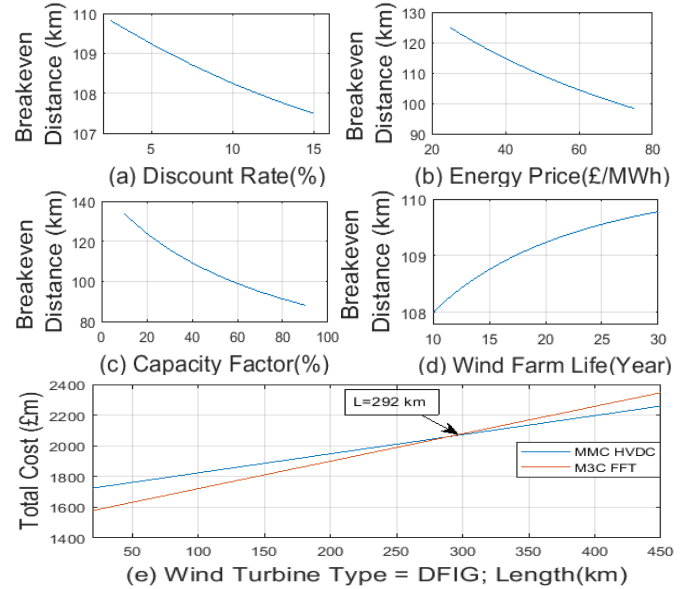 110
109
108
107
5
10
15
Breakeven
Distance (km)
(a) Discount Rate(%)
130
120
110
100
90
20
40
60
80
Breakeven
Distance (km)
(b) Energy Price(£/MWh)
140
120
100
80
0
20
40
60
80
100
Breakeven
Distance (km)
(c) Capacity Factor(%)
110
109
108
10
15
20
25
30
Breakeven
Distance (km)
(d) Wind Farm Life(Year)
2400
2200
2000
1800
1600
1400
50
100
150
200
250
300
350
400
450
Total Cost (£m)
L=292 km
MMC HVDC
M3C FFT
(e) Wind Turbine Type = DFIG; Length(km)